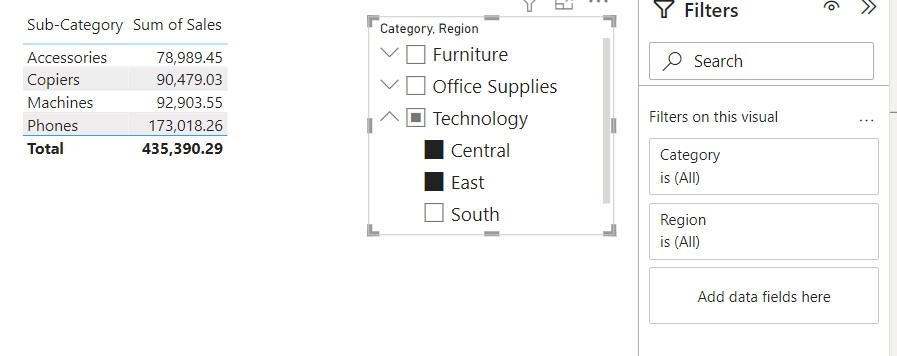 Sub-Category Sum of Sales
Accessories 78,989.45
Copiers 90,479.03
Machines 92,903.55
Phones 173,018.26
Total 435,390.29
Category, Region
Furniture
Office Supplies
Technology
Central
East
South
Filters
Search
Filters on this visual ...
Category
is (All)
Region
is (All)
Add data fields here